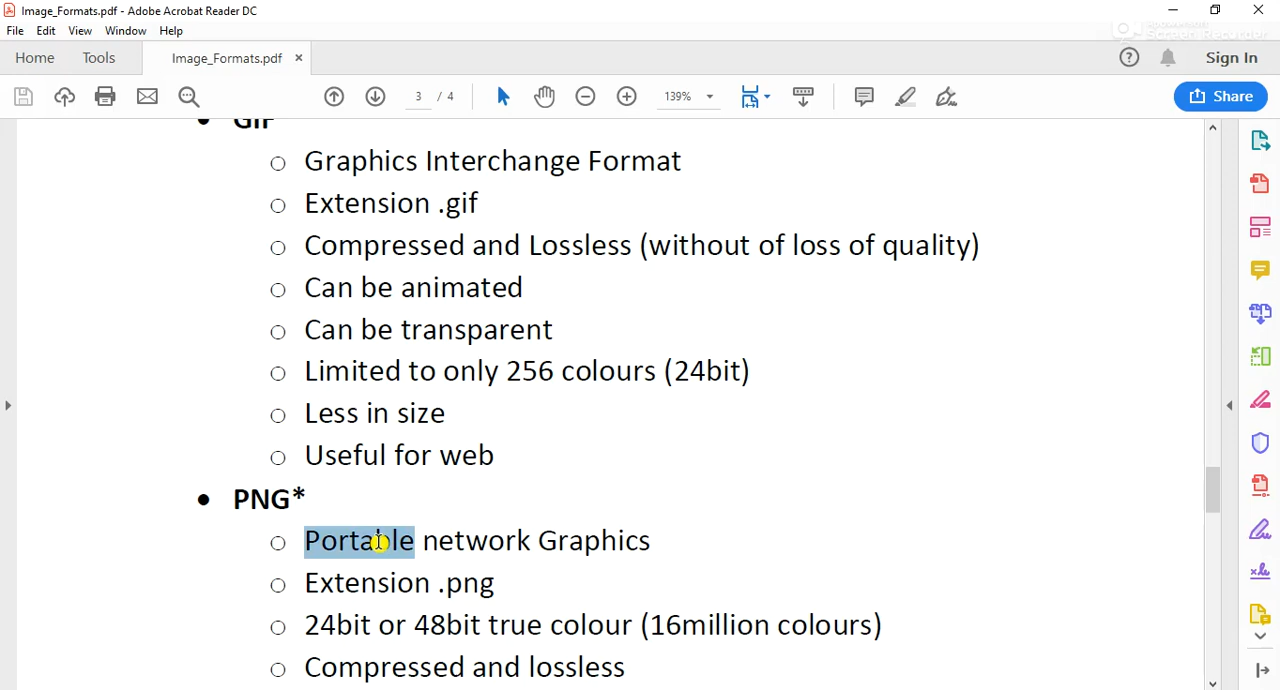 Image_Formats.pdf - Adobe Acrobat Reader DC
File Edit View Window Help
Screen Recorder
Home Tools Image_Formats.pdf × Sign In
3 / 4 139% Share
GIF
Graphics Interchange Format
Extension .gif
Compressed and Lossless (without of loss of quality)
Can be animated
Can be transparent
Limited to only 256 colours (24bit)
Less in size
Useful for web
PNG*
Portable network Graphics
Extension .png
24bit or 48bit true colour (16million colours)
Compressed and lossless